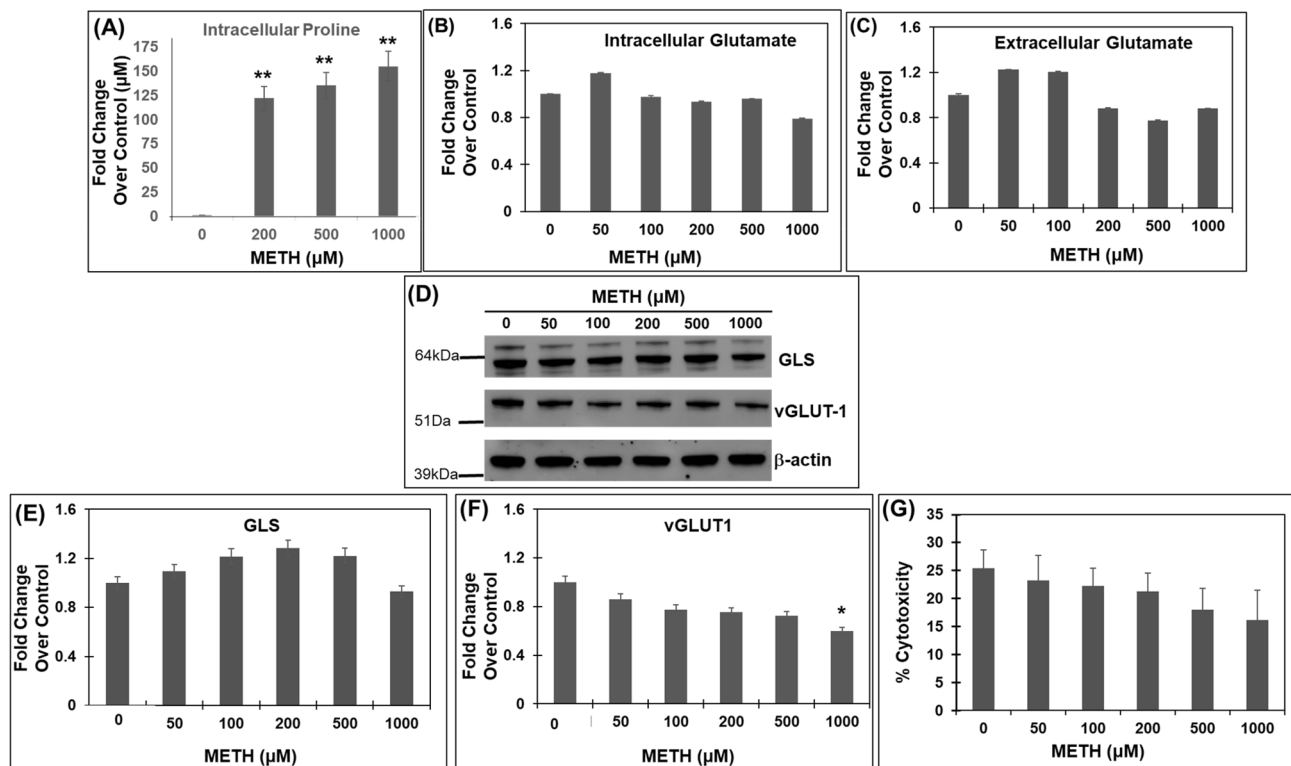 (A)
Intracellular Proline
Fold Change
Over Control (µM)
175
150
125
100
75
50
25
0
** ** **
0 200 500 1000
METH (µM)
(B)
Intracellular Glutamate
Fold Change
Over Control
1.6
1.2
0.8
0.4
0
0 50 100 200 500 1000
METH (µM)
(C)
Extracellular Glutamate
Fold Change
Over Control
1.6
1.2
0.8
0.4
0
0 50 100 200 500 1000
METH (µM)
(D)
METH (µM)
0 50 100 200 500 1000
64kDa
GLS
51Da
vGLUT-1
39kDa
β-actin
(E)
GLS
Fold Change
Over Control
1.6
1.2
0.8
0.4
0
0 50 100 200 500 1000
METH (µM)
(F)
vGLUT1
Fold Change
Over Control
1.6
1.2
0.8
0.4
0
*
0 50 100 200 500 1000
METH (µM)
(G)
% Cytotoxicity
35
30
25
20
15
10
5
0
0 50 100 200 500 1000
METH (µM)